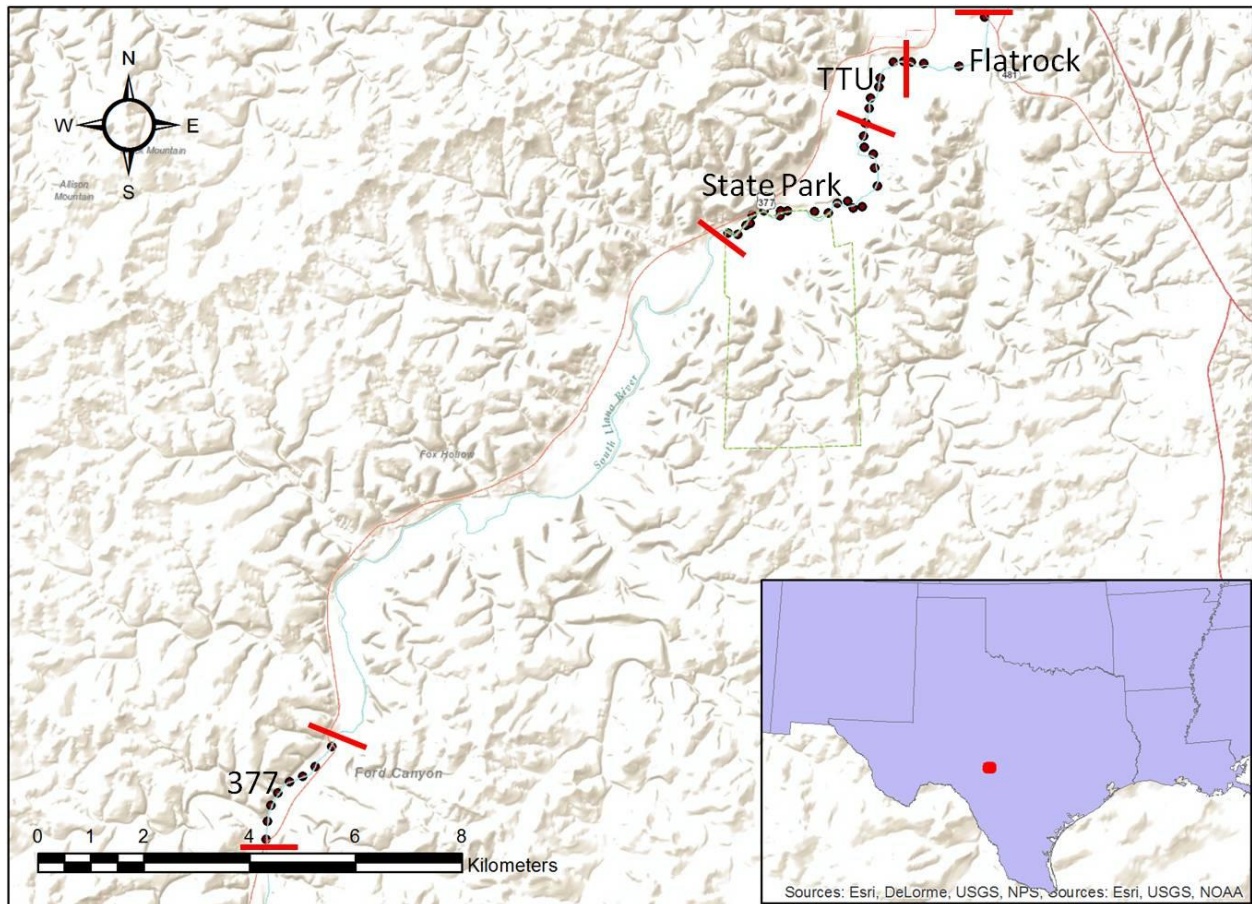 N
W E
S
Mountain
Allison
Mountain
Flatrock
481
TTU
State Park
377
South Llano River
Fox Hollow
377
Ford Canyon
0 1 2 4 6 8
Kilometers
Sources: Esri, DeLorme, USGS, NPS, Sources: Esri, USGS, NOAA